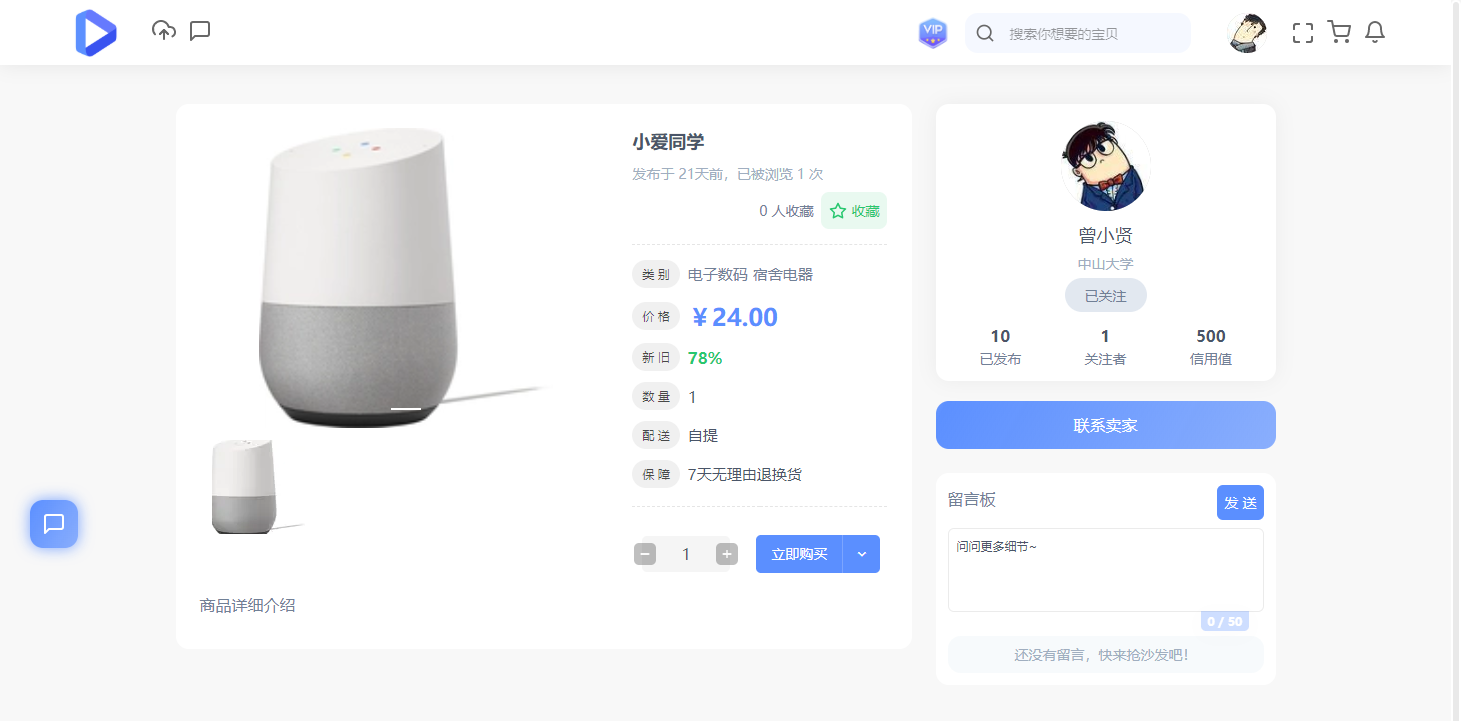 VIP
搜索你想要的宝贝
小爱同学
发布于 21天前，已被浏览 1 次
0 人收藏 收藏
类别 电子数码 宿舍电器
价格 ￥24.00
新旧 78%
数量 1
配送 自提
保障 7天无理由退换货
1 立即购买
商品详细介绍
曾小贤
中山大学
已关注
10 1 500
已发布 关注者 信用值
联系卖家
留言板 发送
问问更多细节~
0 / 50
还没有留言，快来抢沙发吧！